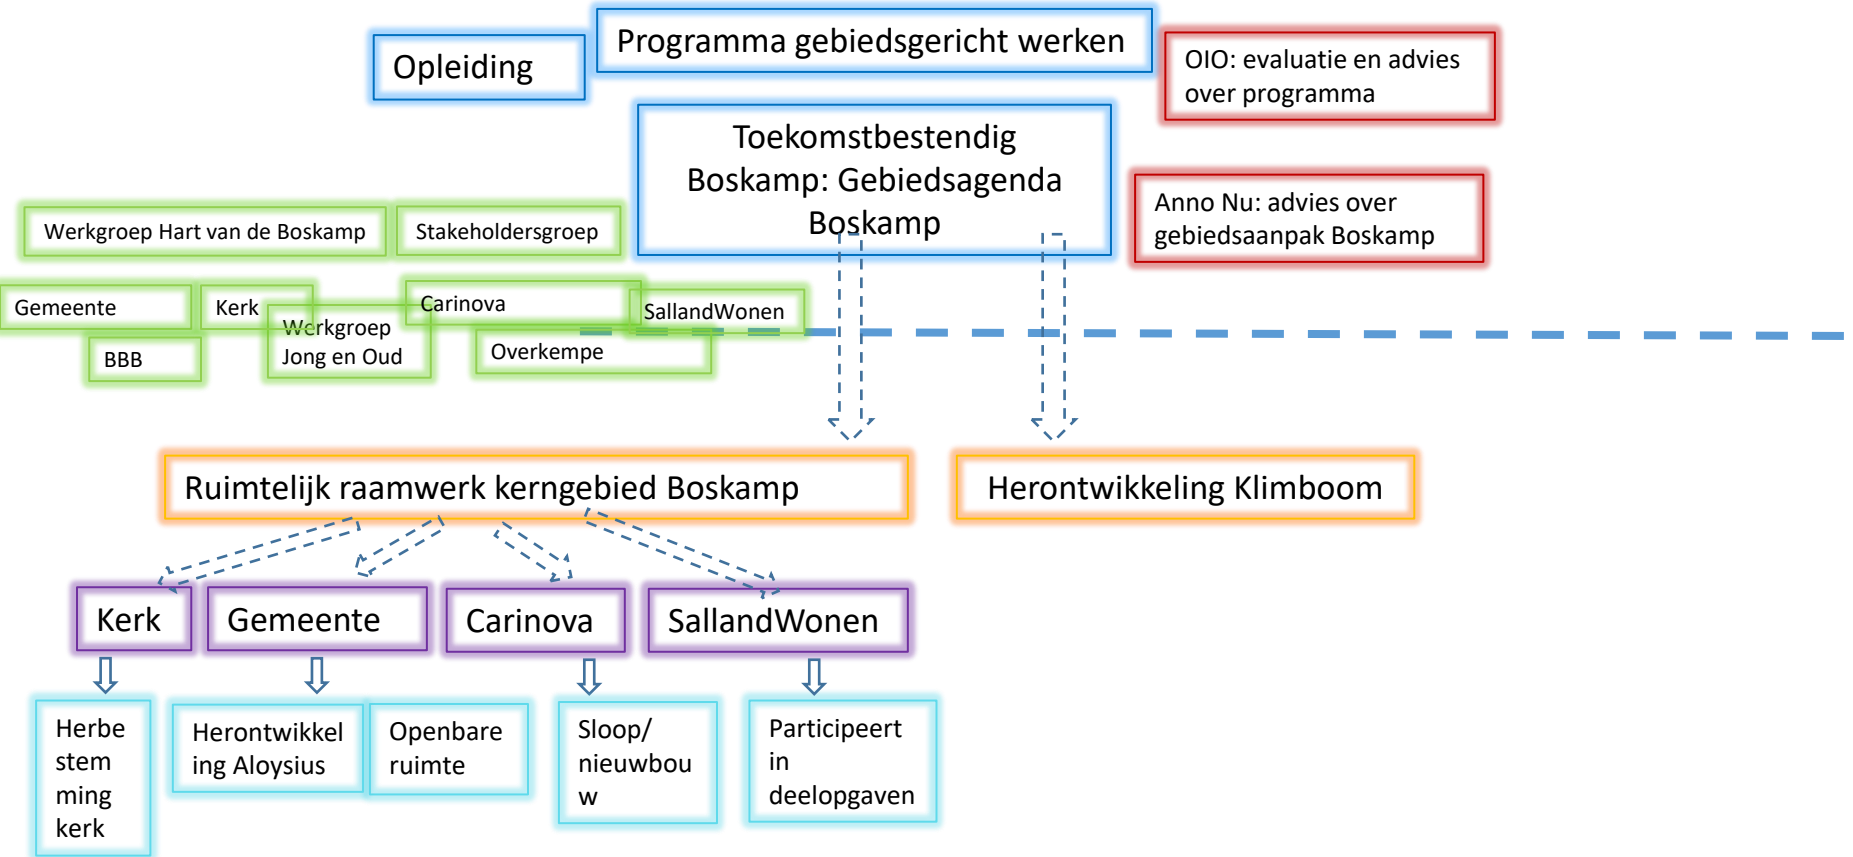 Programma gebiedsgericht werken
Opleiding
OIO: evaluatie en advies
over programma
Toekomstbestendig
Boskamp: Gebiedsagenda
Boskamp
Anno Nu: advies over
gebiedsaanpak Boskamp
Werkgroep Hart van de Boskamp
Stakeholdersgroep
Gemeente
Kerk
Carinova
SallandWonen
Werkgroep
Jong en Oud
BBB
Overkempe
Ruimtelijk raamwerk kerngebied Boskamp
Herontwikkeling Klimboom
Kerk
Gemeente
Carinova
SallandWonen
Herbe
stem
ming
kerk
Herontwikkel
ing Aloysius
Openbare
ruimte
Sloop/
nieuwbou
w
Participeert
in
deelopgaven